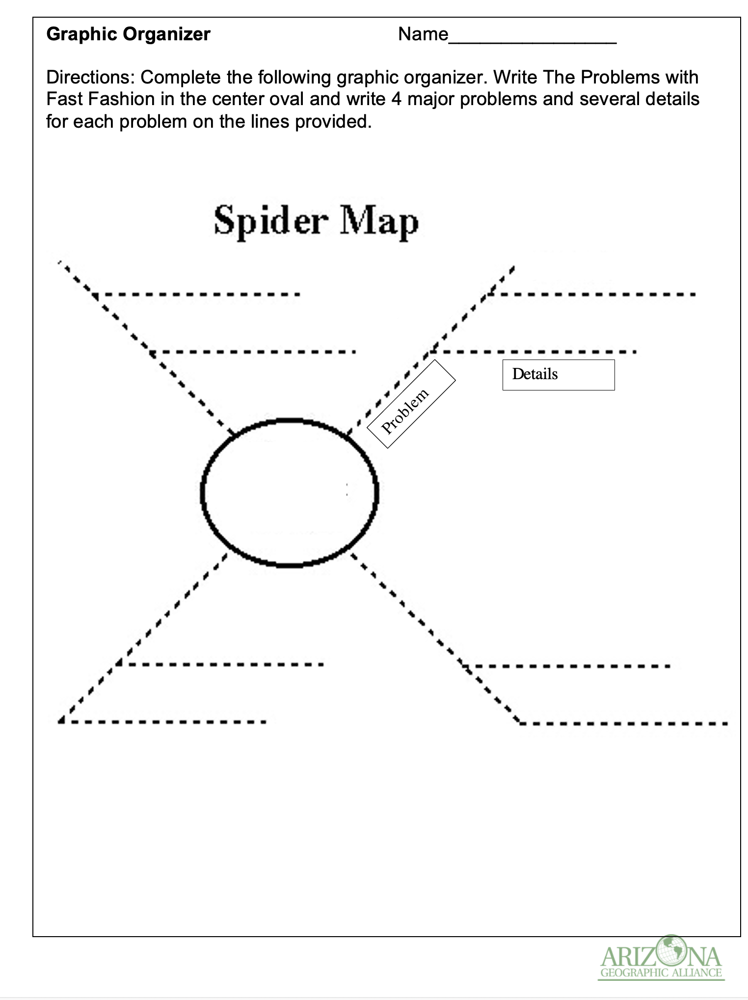 Graphic Organizer Name________________
Directions: Complete the following graphic organizer. Write The Problems with
Fast Fashion in the center oval and write 4 major problems and several details
for each problem on the lines provided.
Spider Map
Details
Problem
ARIZONA
GEOGRAPHIC ALLIANCE